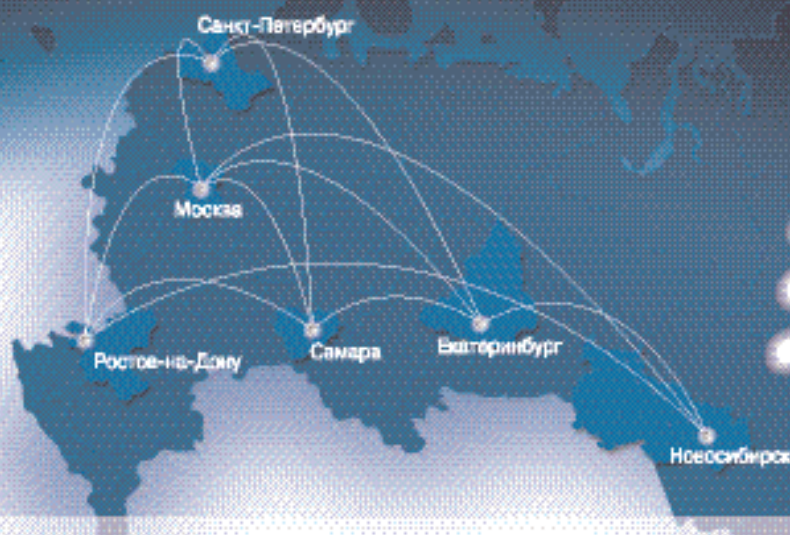 Санкт-Петербург
Москва
Ростов-на-Дону
Самара
Екатеринбург
Новосибирск